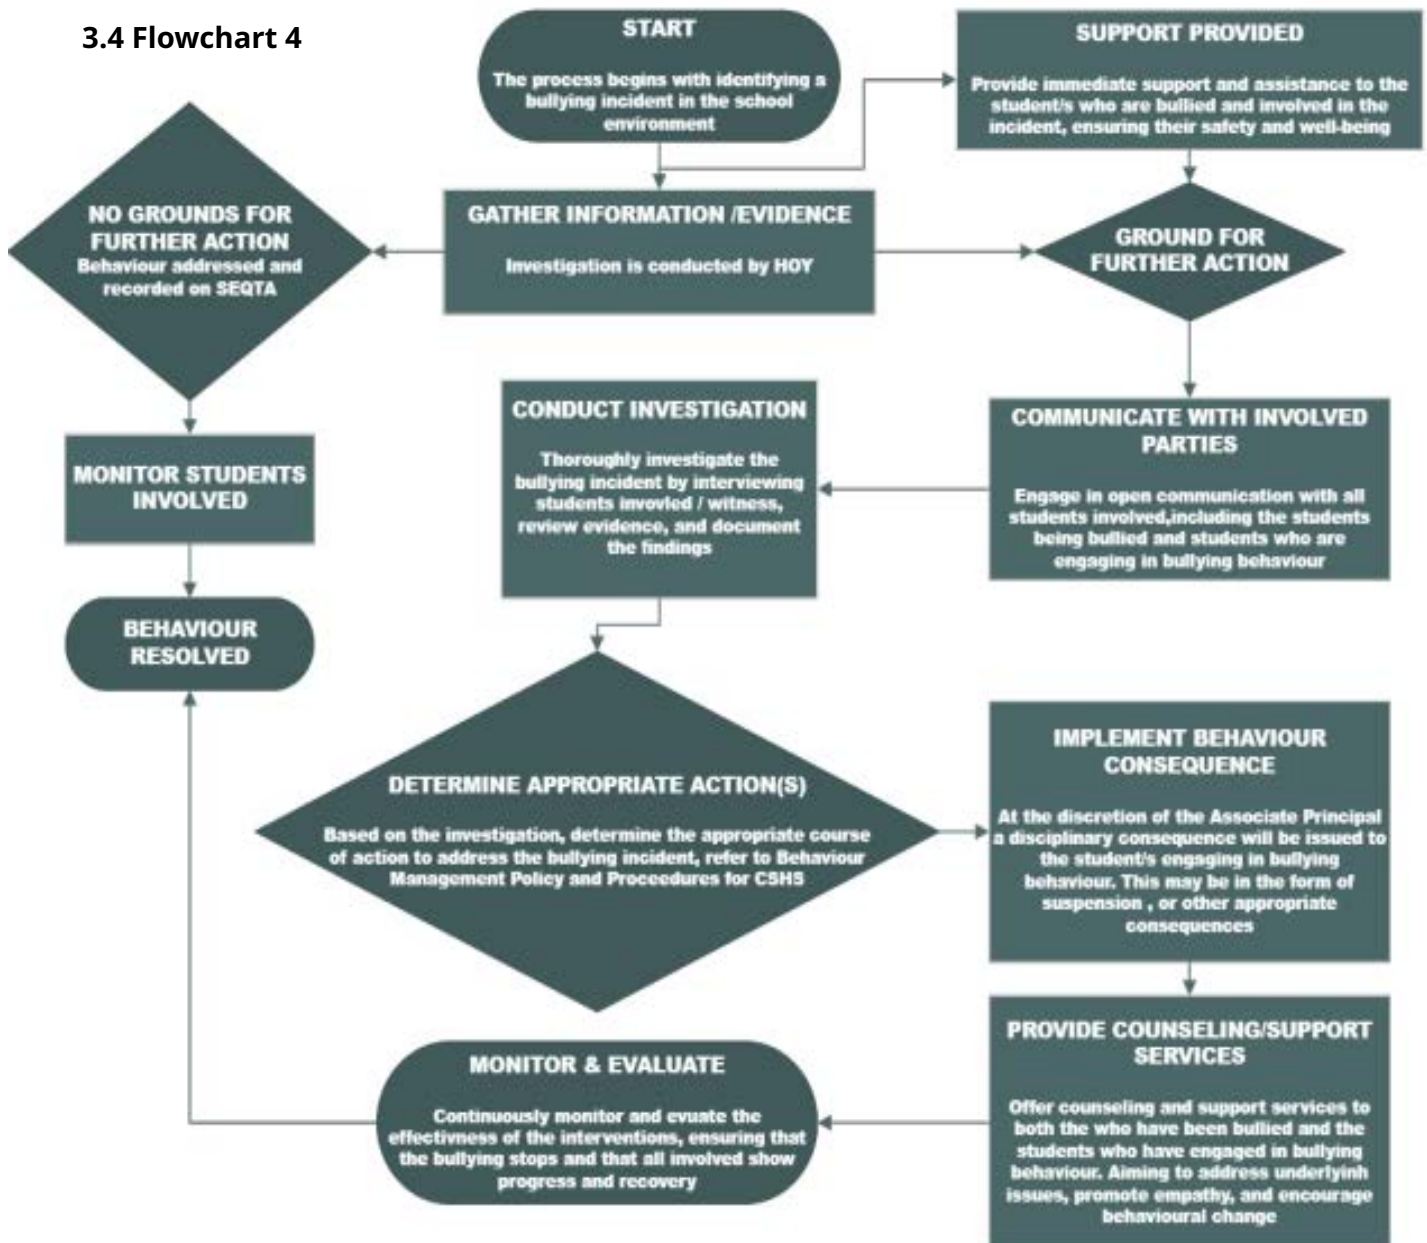 3.4 Flowchart 4
START
The process begins with identifying a
bullying incident in the school
environment
SUPPORT PROVIDED
Provide immediate support and assistance to the
student/s who are bullied and involved in the
incident, ensuring their safety and well-being
NO GROUNDS FOR
FURTHER ACTION
Behaviour addressed and
recorded on SEQTA
GATHER INFORMATION /EVIDENCE
Investigation is conducted by HOY
GROUND FOR
FURTHER ACTION
MONITOR STUDENTS
INVOLVED
CONDUCT INVESTIGATION
Thoroughly investigate the
bullying incident by interviewing
students invovled / witness,
review evidence, and document
the findings
COMMUNICATE WITH INVOLVED
PARTIES
Engage in open communication with all
students involved,including the students
being bullied and students who are
engaging in bullying behaviour
BEHAVIOUR
RESOLVED
DETERMINE APPROPRIATE ACTION(S)
Based on the investigation, determine the appropriate course
of action to address the bullying incident, refer to Behaviour
Management Policy and Proceedures for CSHS
IMPLEMENT BEHAVIOUR
CONSEQUENCE
At the discretion of the Associate Principal
a disciplinary consequence will be issued to
the student/s engaging in bullying
behaviour. This may be in the form of
suspension , or other appropriate
consequences
MONITOR & EVALUATE
Continuously monitor and evuate the
effectivness of the interventions, ensuring that
the bullying stops and that all involved show
progress and recovery
PROVIDE COUNSELING/SUPPORT
SERVICES
Offer counseling and support services to
both the who have been bullied and the
students who have engaged in bullying
behaviour. Aiming to address underlyinh
issues, promote empathy, and encourage
behavioural change